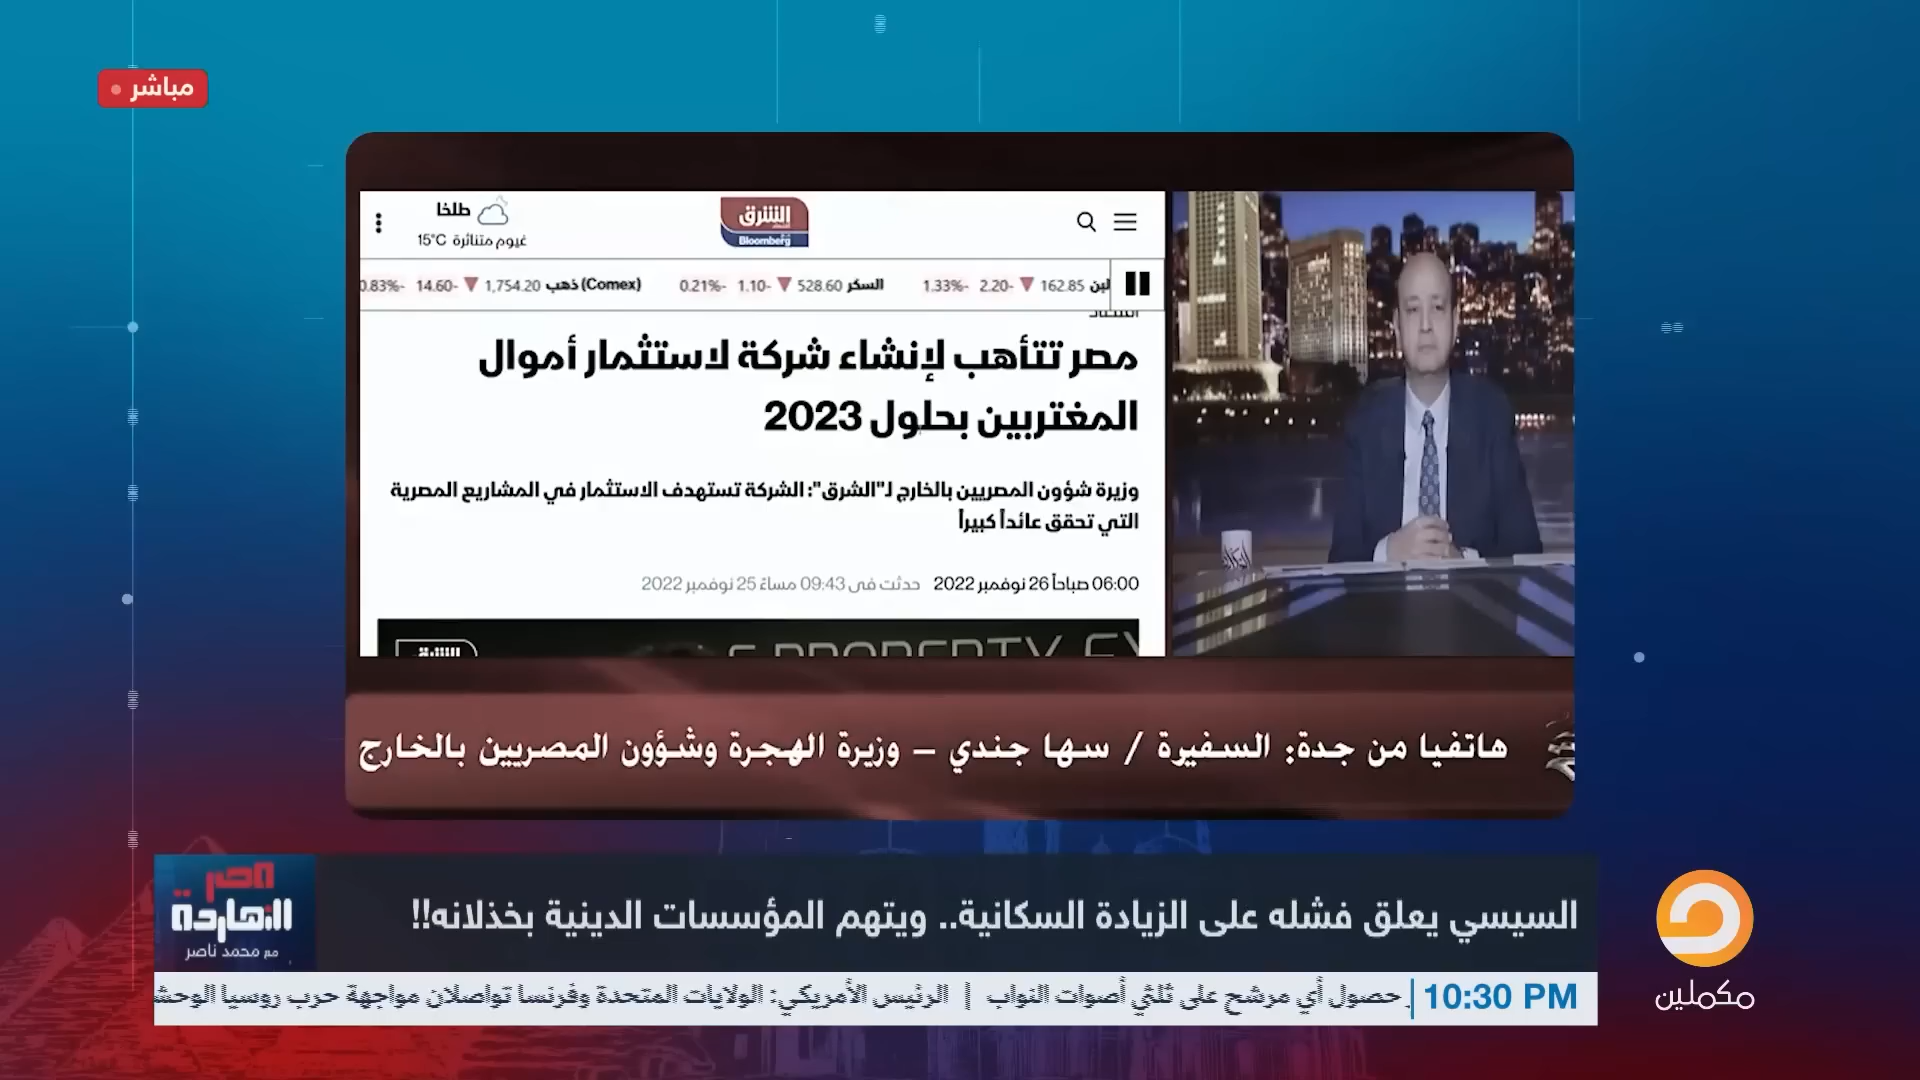 مباشر
طلخا
غيوم متناثرة 15°C
الشرق
Bloomberg
لبن 162.85 ▼ 2.20- 1.33%-
السكر 528.60 ▼ 1.10- 0.21%-
ذهب (Comex) 1,754.20 ▼ 14.60- 0.83%-
مصر تتأهب لإنشاء شركة لاستثمار أموال
المغتربين بحلول 2023
وزيرة شؤون المصريين بالخارج لـ"الشرق": الشركة تستهدف الاستثمار في المشاريع المصرية
التي تحقق عائداً كبيراً
06:00 صباحاً 26 نوفمبر 2022 حدثت في 09:43 مساءً 25 نوفمبر 2022
الشرق
PROPERTY
هاتفيا من جدة: السفيرة / سها جندي – وزيرة الهجرة وشؤون المصريين بالخارج
السيسي يعلق فشله على الزيادة السكانية.. ويتهم المؤسسات الدينية بخذلانه!!
مصر
النهاردة
مع محمد ناصر
10:30 PM
حصول أي مرشح على ثلثي أصوات النواب | الرئيس الأمريكي: الولايات المتحدة وفرنسا تواصلان مواجهة حرب روسيا
مكملين